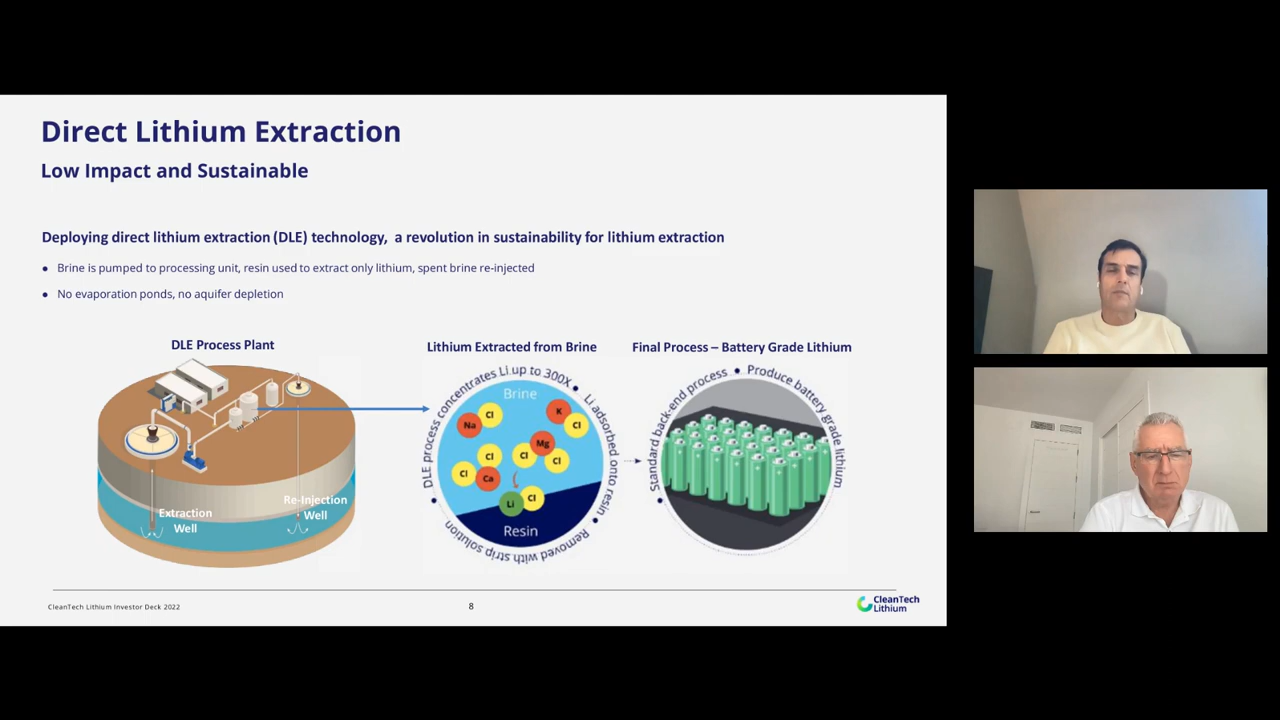 Direct Lithium Extraction
Low Impact and Sustainable
Deploying direct lithium extraction (DLE) technology, a revolution in sustainability for lithium extraction
● Brine is pumped to processing unit, resin used to extract only lithium, spent brine re-injected
● No evaporation ponds, no aquifer depletion
DLE Process Plant
Extraction
Well
Re-Injection
Well
Lithium Extracted from Brine
DLE process concentrates Li up to 300X ● Li adsorbed onto resin ● Removed with strip solution ●
Brine
Na Cl K Cl
Mg
Cl Cl Cl
Cl Ca
Li Cl
Resin
Final Process – Battery Grade Lithium
● Standard back-end process ● Produce battery grade lithium ●
CleanTech Lithium Investor Deck 2022
8
CleanTech
Lithium